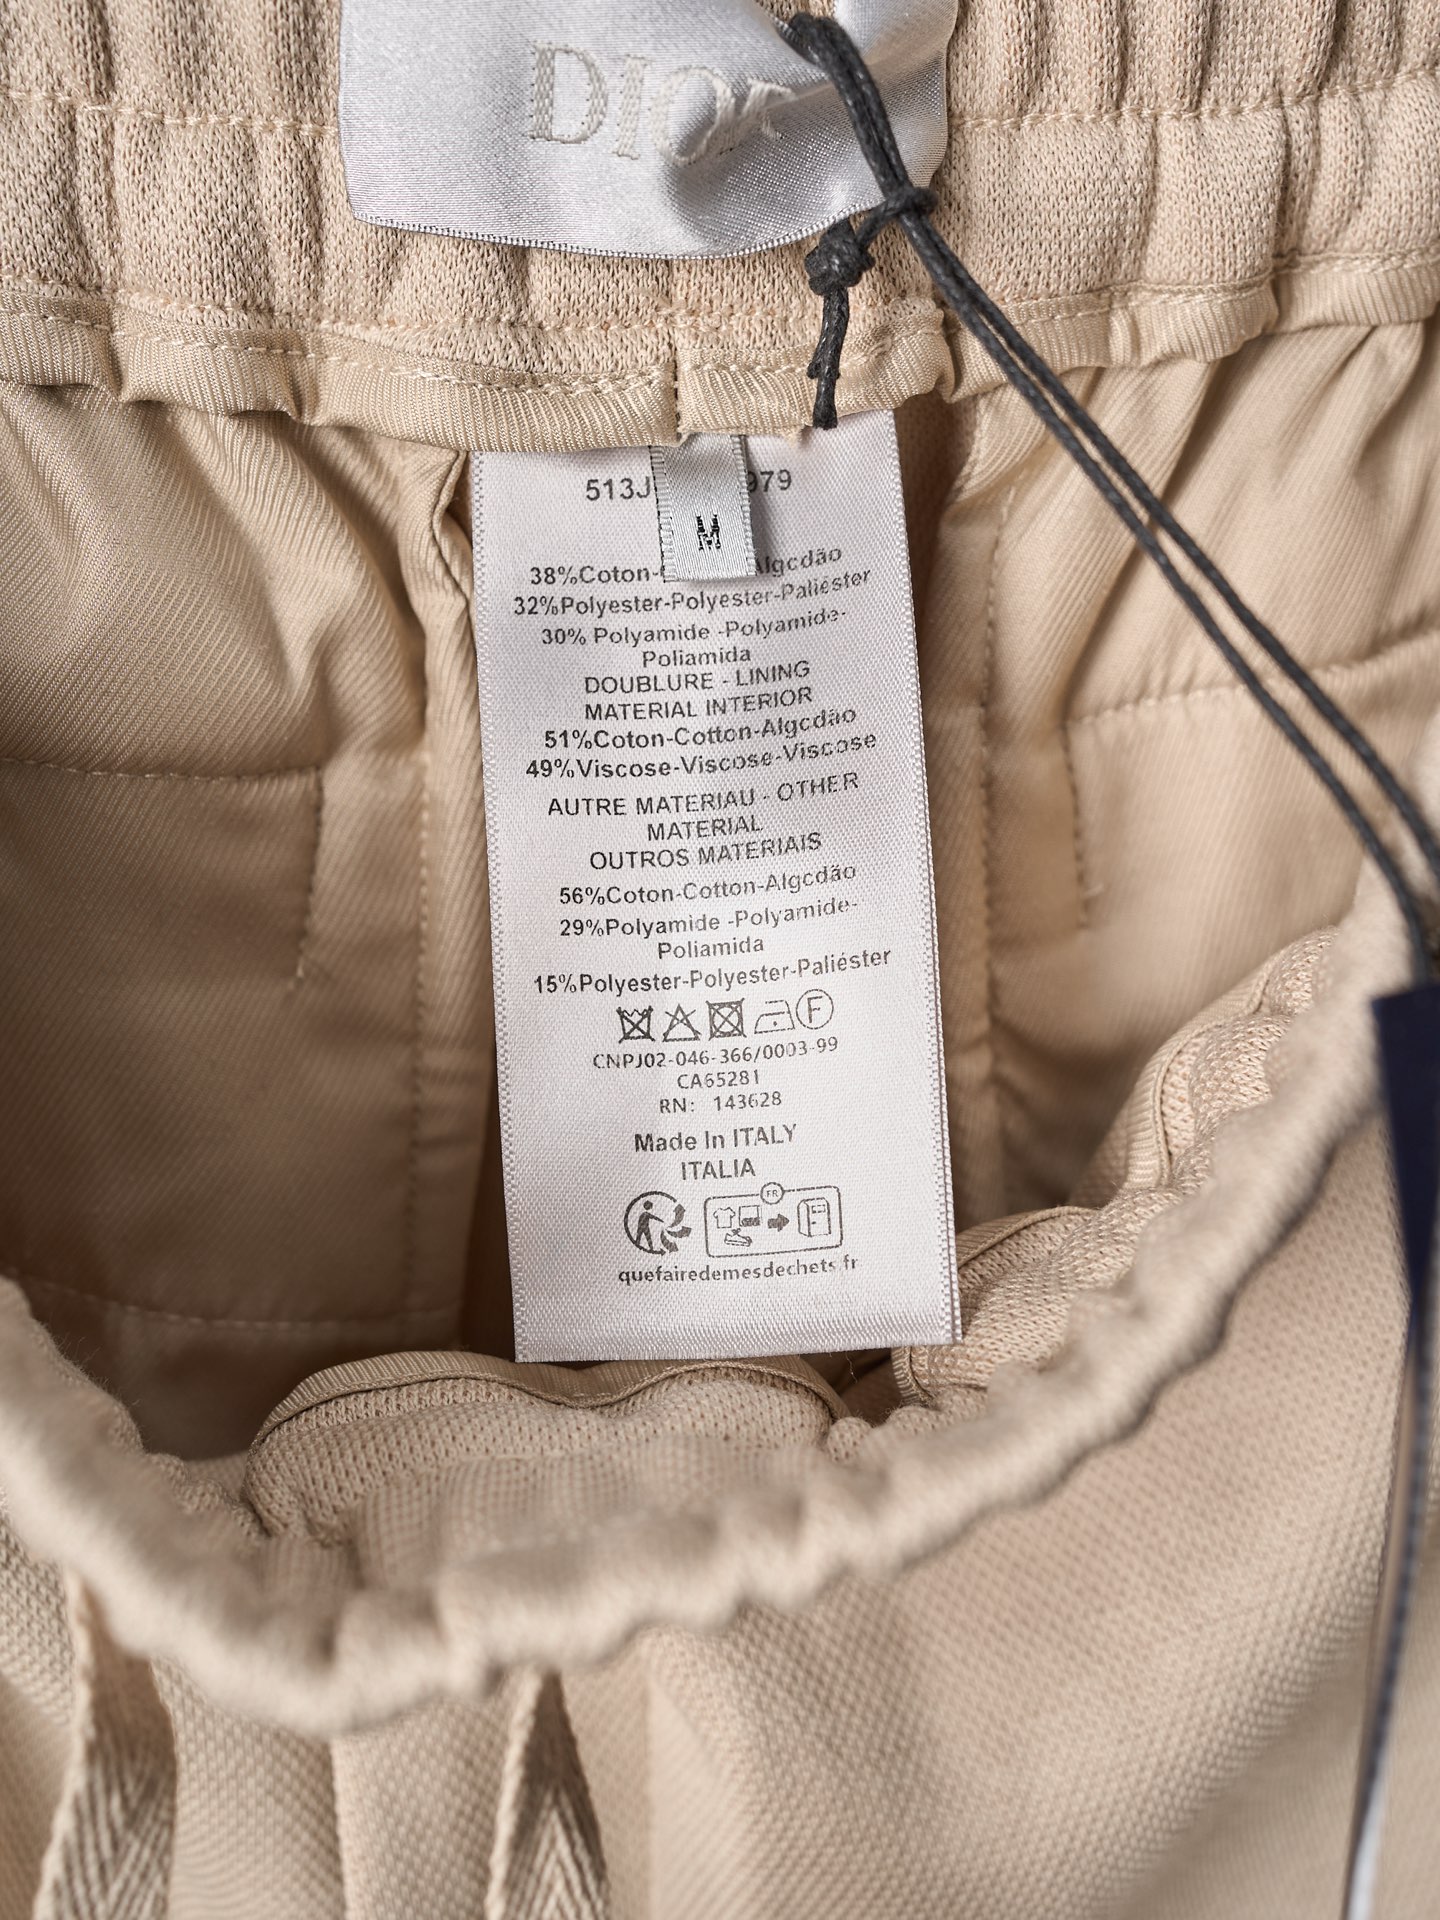 DIOR
513J 979
M
38%Coton- Algcdão
32%Polyester-Polyester-Paliéster
30% Polyamide -Polyamide-
Poliamida
DOUBLURE - LINING
MATERIAL INTERIOR
51%Coton-Cotton-Algcdão
49%Viscose-Viscose-Viscose
AUTRE MATERIAU - OTHER
MATERIAL
OUTROS MATERIAIS
56%Coton-Cotton-Algcdão
29%Polyamide -Polyamide-
Poliamida
15%Polyester-Polyester-Paliéster
F
CNPJ02-046-366/0003-99
CA65281
RN: 143628
Made In ITALY
ITALIA
FR
quefairedemesdechets.fr